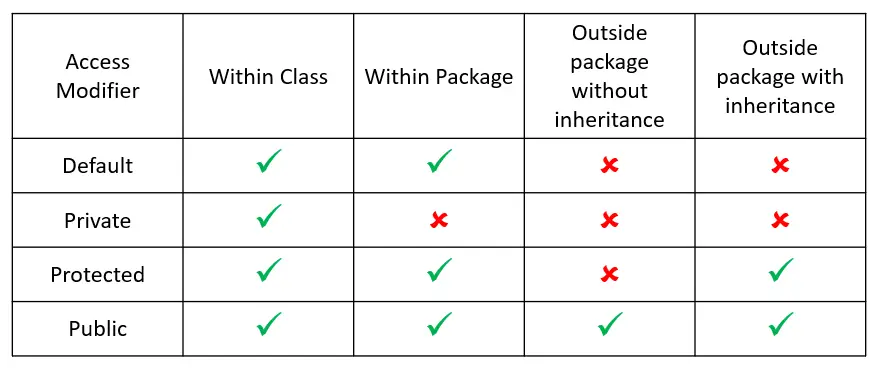 Access
Modifier
Within Class
Within Package
Outside
package
without
inheritance
Outside
package with
inheritance
Default
Private
Protected
Public